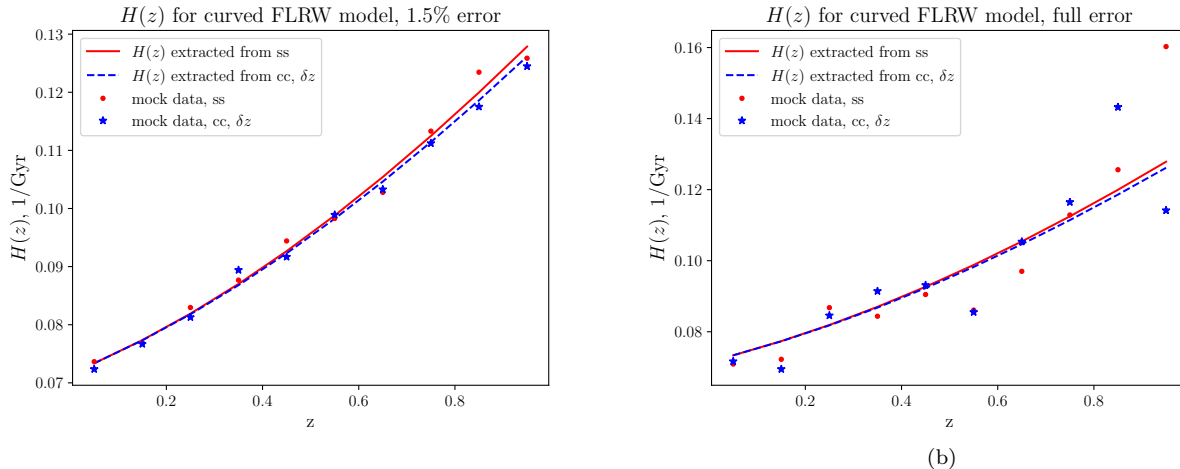 H(z) for curved FLRW model, 1.5% error
0.13
0.12
0.11
0.10
0.09
0.08
0.07
H(z), 1/Gyr
H(z) extracted from ss
H(z) extracted from cc, δz
mock data, ss
mock data, cc, δz
0.2 0.4 0.6 0.8
z
H(z) for curved FLRW model, full error
0.16
0.14
0.12
0.10
0.08
H(z), 1/Gyr
H(z) extracted from ss
H(z) extracted from cc, δz
mock data, ss
mock data, cc, δz
0.2 0.4 0.6 0.8
z
(b)